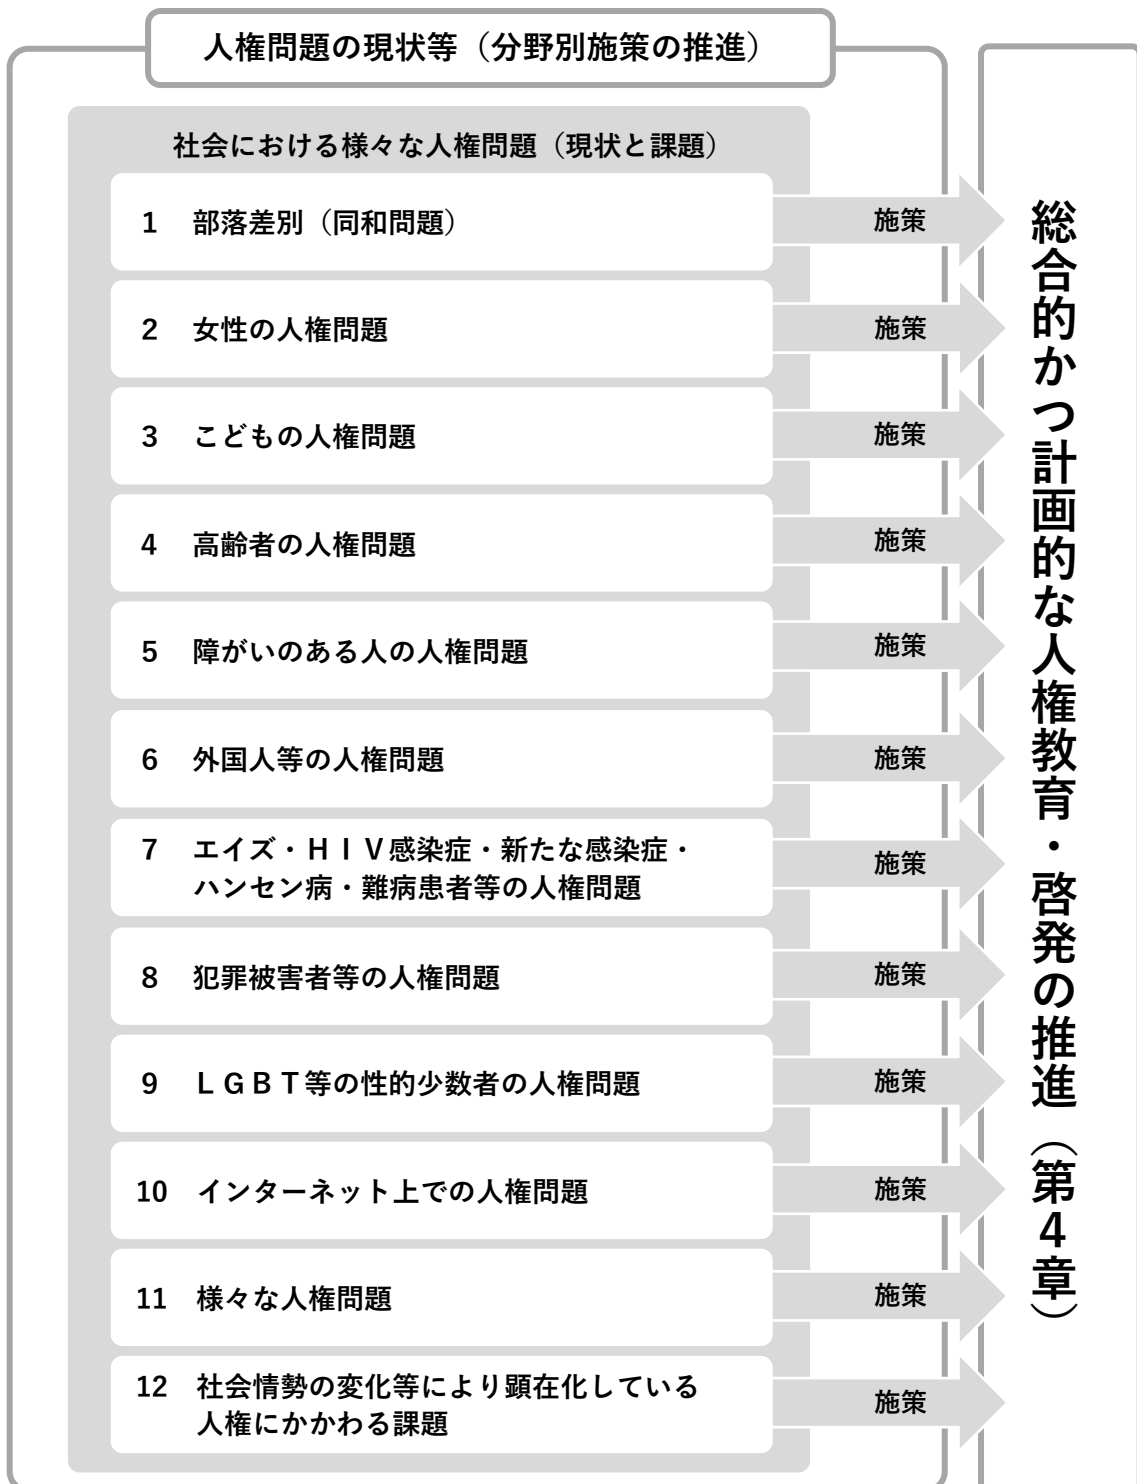 人権問題の現状等（分野別施策の推進）
社会における様々な人権問題（現状と課題）
1 部落差別（同和問題）
施策
2 女性の人権問題
施策
3 こどもの人権問題
施策
4 高齢者の人権問題
施策
5 障がいのある人の人権問題
施策
6 外国人等の人権問題
施策
7 エイズ・ＨＩＶ感染症・新たな感染症・
ハンセン病・難病患者等の人権問題
施策
8 犯罪被害者等の人権問題
施策
9 ＬＧＢＴ等の性的少数者の人権問題
施策
10 インターネット上での人権問題
施策
11 様々な人権問題
施策
12 社会情勢の変化等により顕在化している
人権にかかわる課題
施策
総合的かつ計画的な人権教育・啓発の推進（第４章）